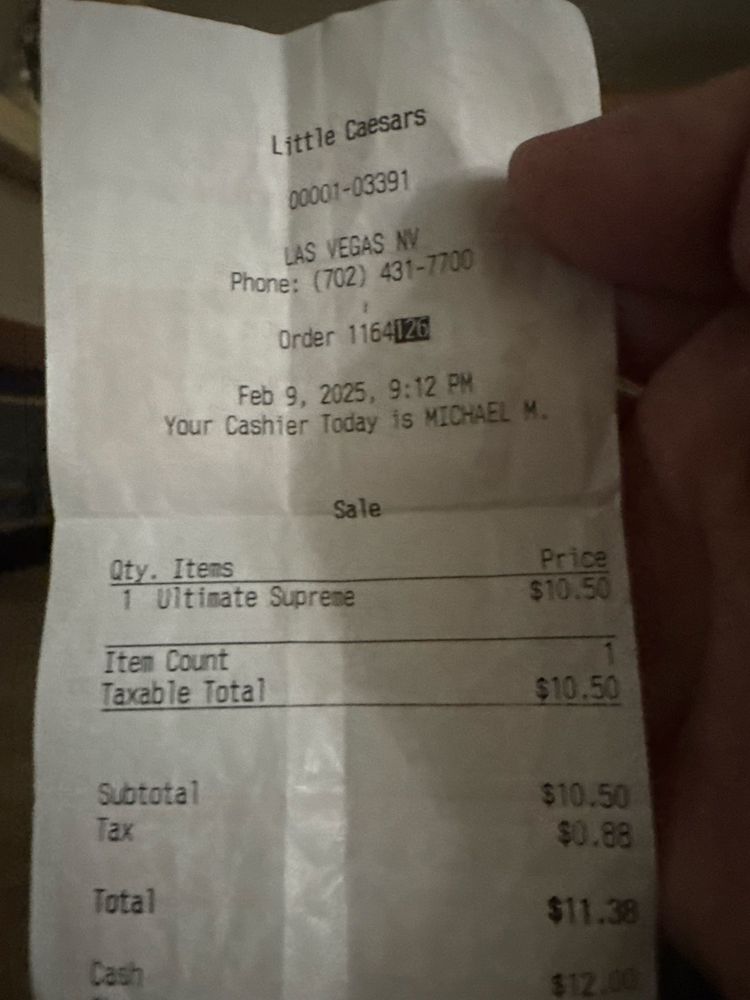 Little Caesars
00001-03391
LAS VEGAS NV
Phone: (702) 431-7700
Order 1164126
Feb 9, 2025, 9:12 PM
Your Cashier Today is MICHAEL M.
Sale
Qty. Items Price
1 Ultimate Supreme $10.50
Item Count 1
Taxable Total $10.50
Subtotal $10.50
Tax $0.88
Total $11.38
Cash $12.00